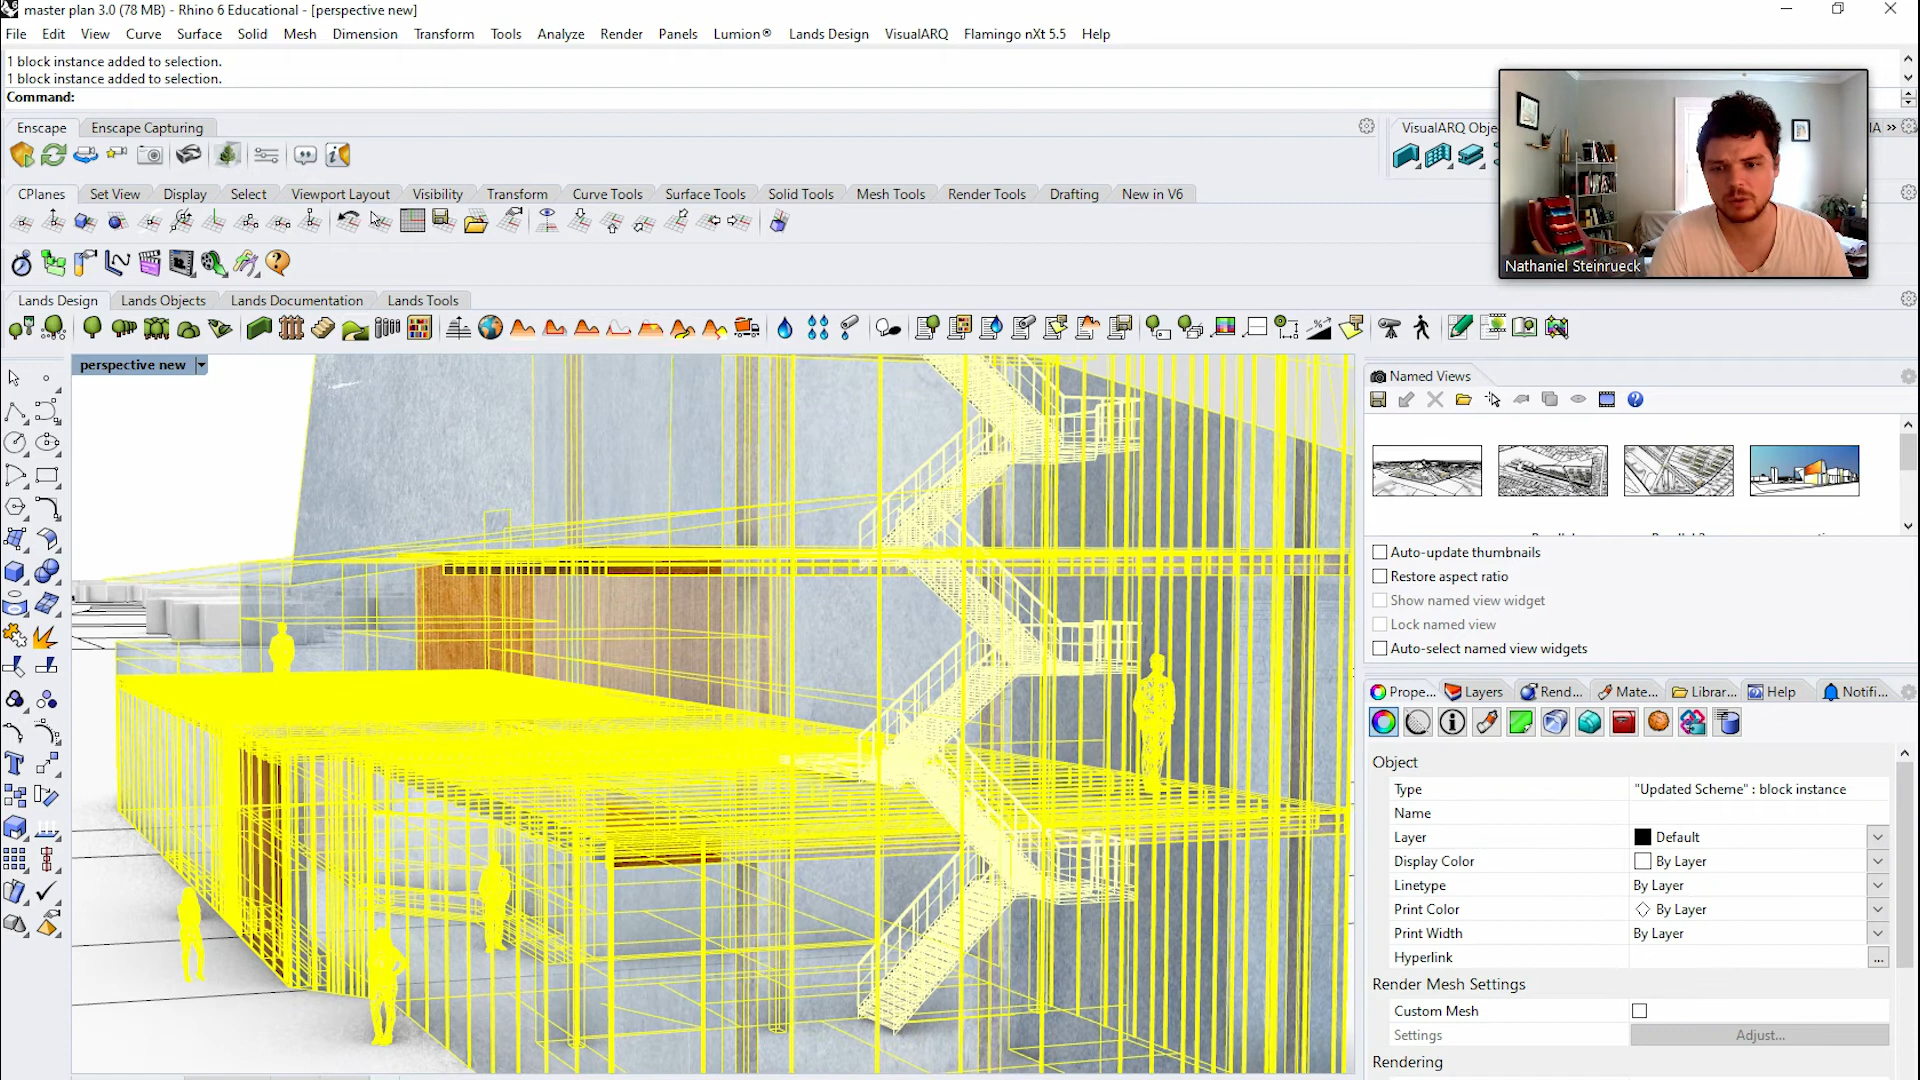 master plan 3.0 (78 MB) - Rhino 6 Educational - [perspective new]
File Edit View Curve Surface Solid Mesh Dimension Transform Tools Analyze Render Panels Lumion® Lands Design VisualARQ Flamingo nXt 5.5 Help
1 block instance added to selection.
1 block instance added to selection.
Command:
Enscape Enscape Capturing
VisualARQ Obje
CPlanes Set View Display Select Viewport Layout Visibility Transform Curve Tools Surface Tools Solid Tools Mesh Tools Render Tools Drafting New in V6
Nathaniel Steinrueck
Lands Design Lands Objects Lands Documentation Lands Tools
perspective new
Named Views
Auto-update thumbnails
Restore aspect ratio
Show named view widget
Lock named view
Auto-select named view widgets
Prope... Layers Rend... Mate... Librar... Help Notifi...
Object
Type "Updated Scheme" : block instance
Name
Layer Default
Display Color By Layer
Linetype By Layer
Print Color By Layer
Print Width By Layer
Hyperlink ...
Render Mesh Settings
Custom Mesh
Settings Adjust...
Rendering